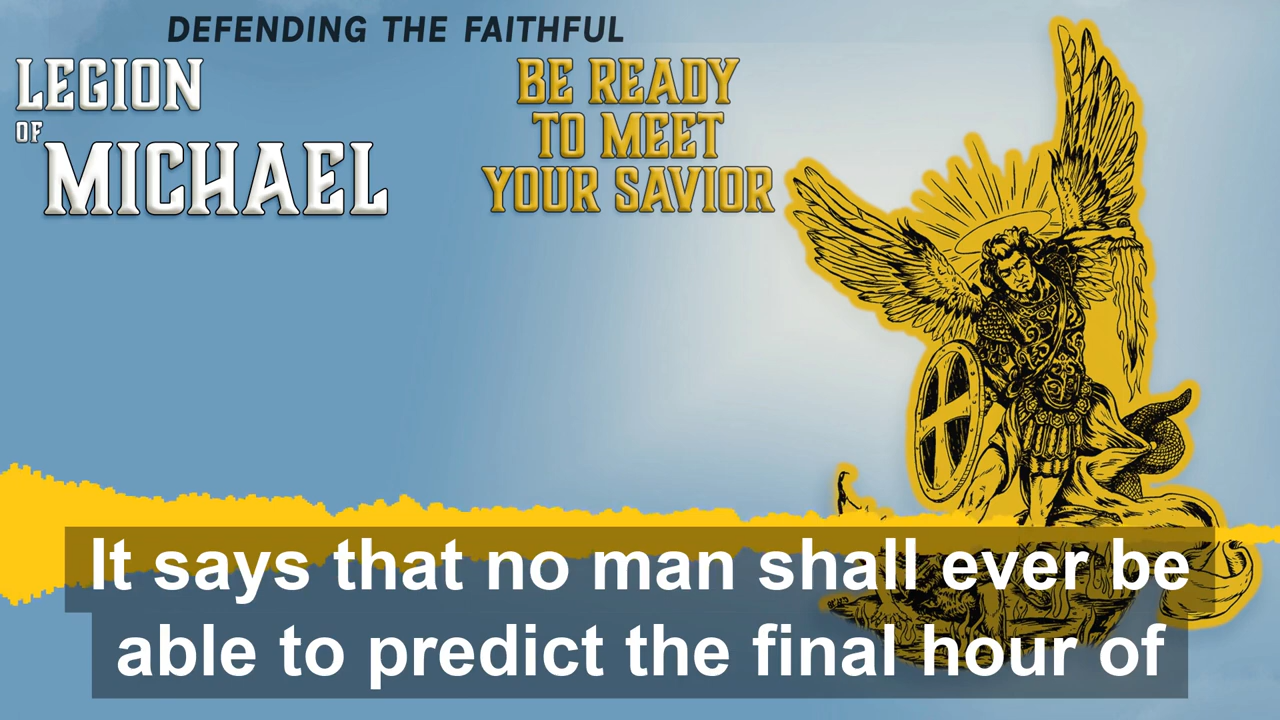 DEFENDING THE FAITHFUL
LEGION
OF
MICHAEL
BE READY
TO MEET
YOUR SAVIOR
It says that no man shall ever be
able to predict the final hour of